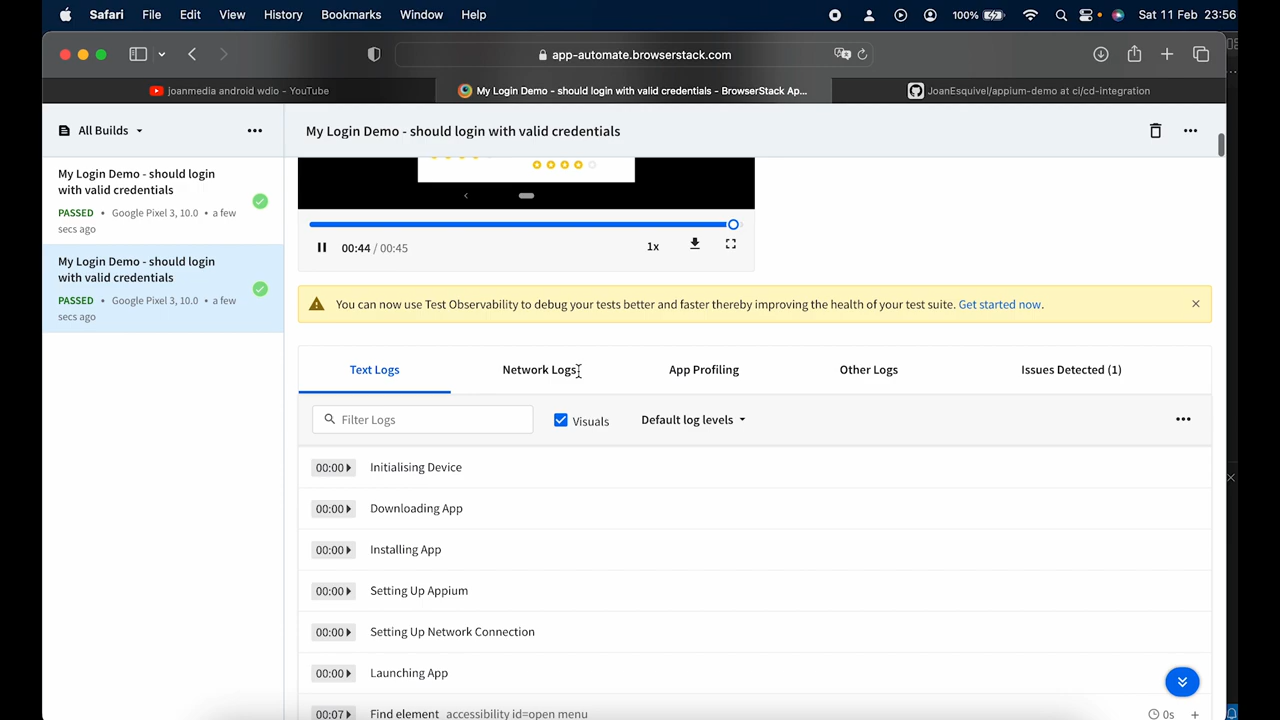 Safari File Edit View History Bookmarks Window Help 100% Sat 11 Feb 23:56
app-automate.browserstack.com
joanmedia android wdio - YouTube
My Login Demo - should login with valid credentials - BrowserStack Ap...
JoanEsquivel/appium-demo at ci/cd-integration
All Builds
My Login Demo - should login with valid credentials
My Login Demo - should login
with valid credentials
PASSED • Google Pixel 3, 10.0 • a few
secs ago
My Login Demo - should login
with valid credentials
PASSED • Google Pixel 3, 10.0 • a few
secs ago
00:44 / 00:45
1x
You can now use Test Observability to debug your tests better and faster thereby improving the health of your test suite. Get started now.
Text Logs Network Logs App Profiling Other Logs Issues Detected (1)
Filter Logs Visuals Default log levels
00:00 Initialising Device
00:00 Downloading App
00:00 Installing App
00:00 Setting Up Appium
00:00 Setting Up Network Connection
00:00 Launching App
00:07 Find element accessibility id=open menu 0s +